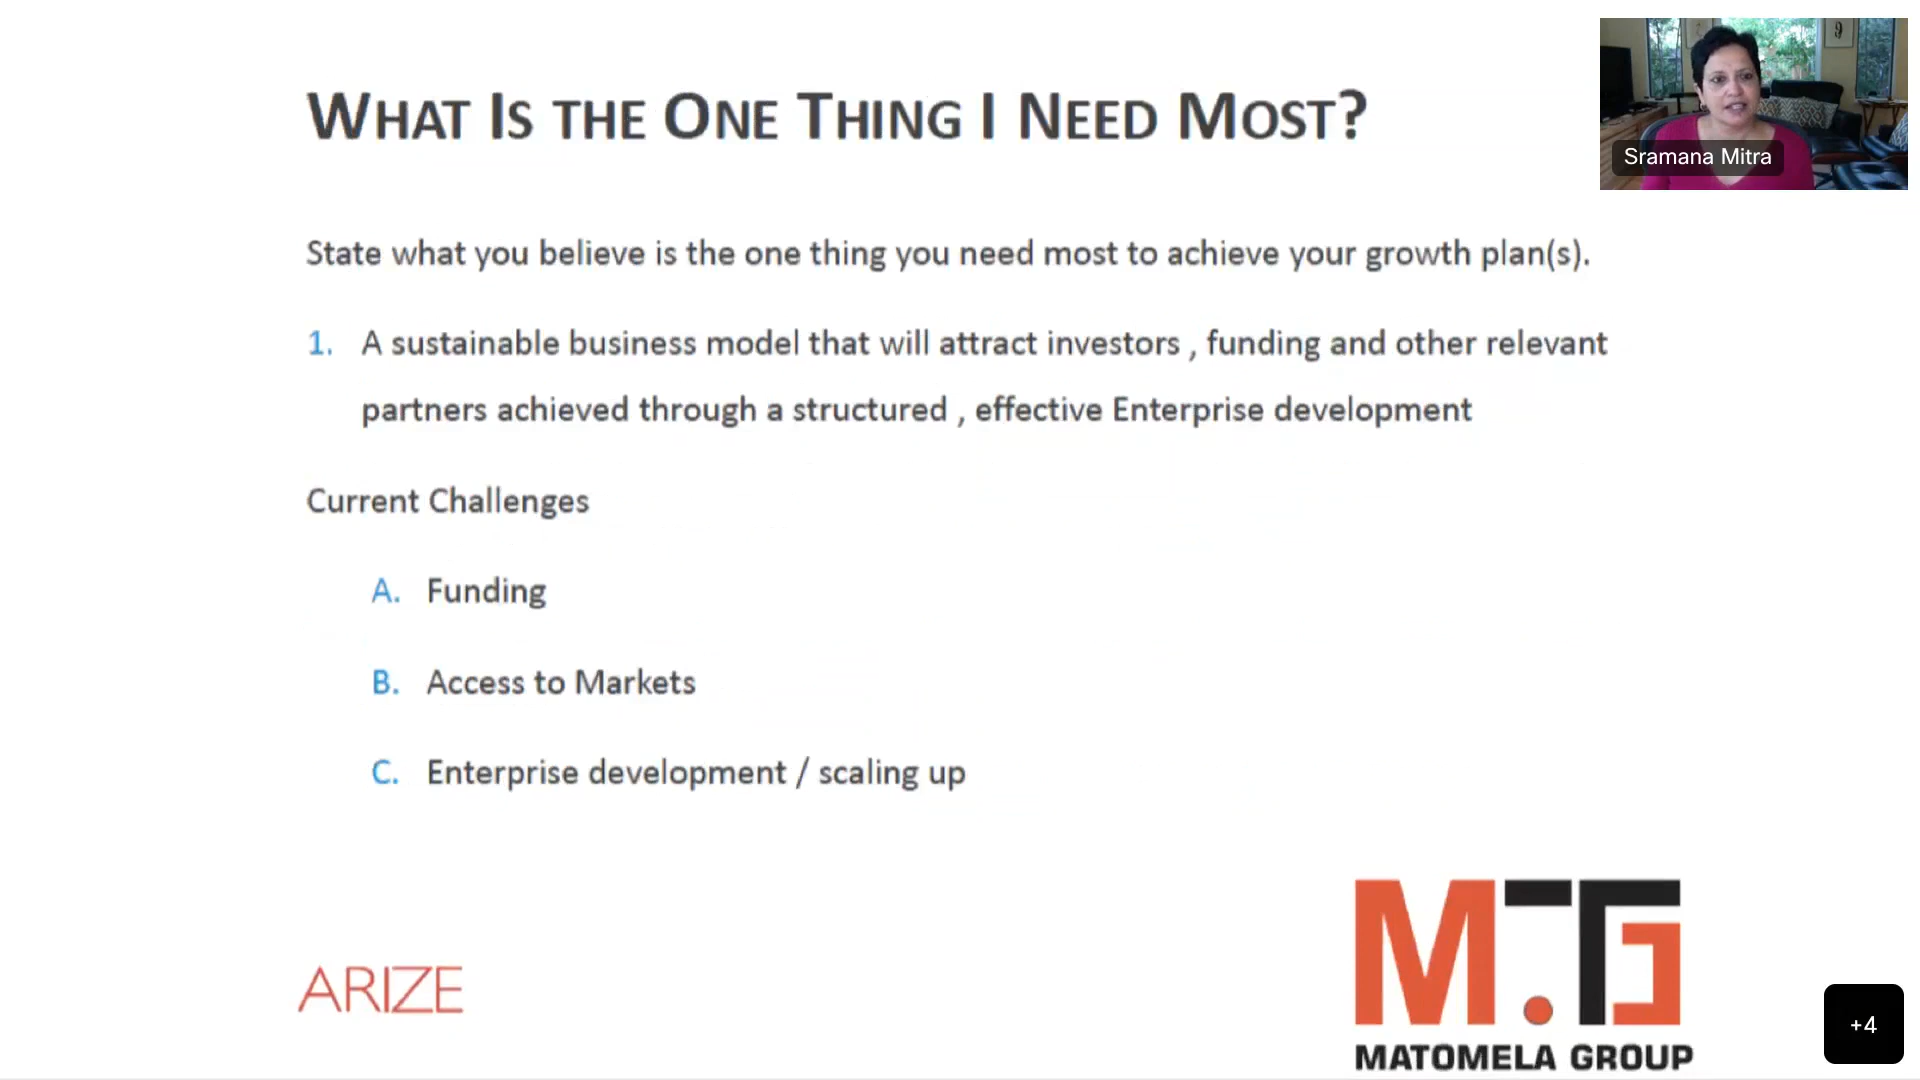 WHAT IS THE ONE THING I NEED MOST?
Sramana Mitra
State what you believe is the one thing you need most to achieve your growth plan(s).
1. A sustainable business model that will attract investors , funding and other relevant
partners achieved through a structured , effective Enterprise development
Current Challenges
A. Funding
B. Access to Markets
C. Enterprise development / scaling up
ARIZE
M.TG
MATOMELA GROUP
+4